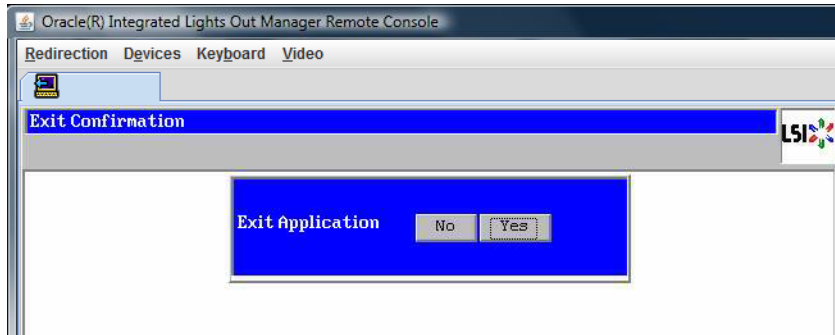 Oracle(R) Integrated Lights Out Manager Remote Console
Redirection Devices Keyboard Video
Exit Confirmation
LSI
Exit Application No Yes